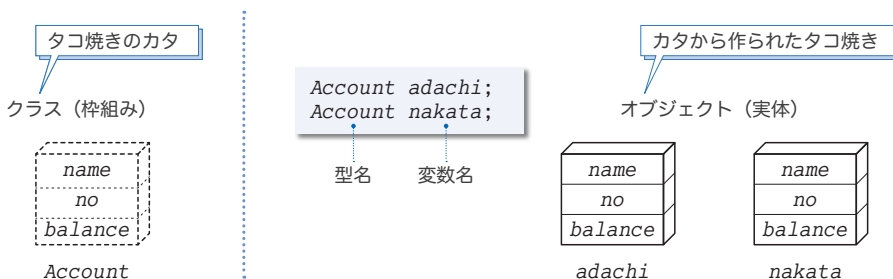 タコ焼きのカタ
クラス（枠組み）
name
no
balance
Account
Account adachi;
Account nakata;
型名
変数名
カタから作られたタコ焼き
オブジェクト（実体）
name
no
balance
adachi
name
no
balance
nakata